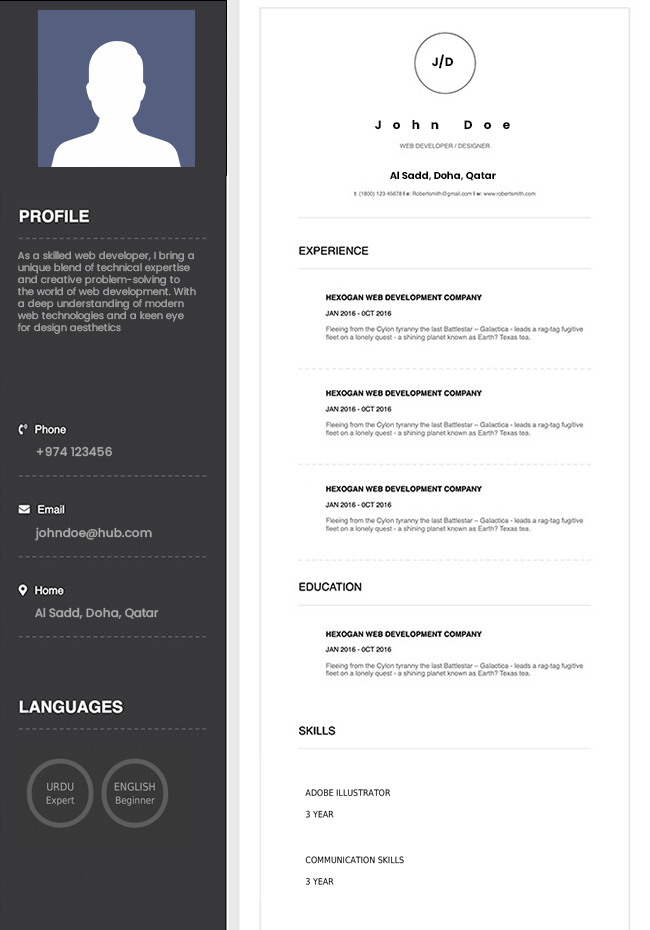 PROFILE
As a skilled web developer, I bring a
unique blend of technical expertise
and creative problem-solving to
the world of web development. With
a deep understanding of modern
web technologies and a keen eye
for design aesthetics
Phone
+974 123456
Email
johndoe@hub.com
Home
Al Sadd, Doha, Qatar
LANGUAGES
URDU
Expert
ENGLISH
Beginner
J/D
John Doe
WEB DEVELOPER / DESIGNER
Al Sadd, Doha, Qatar
t: (1800) 123 45678 I e: Robertsmith@gmail.com I w: www.robertsmith.com
EXPERIENCE
HEXOGAN WEB DEVELOPMENT COMPANY
JAN 2016 - 0CT 2016
Fleeing from the Cylon tyranny the last Battlestar – Galactica - leads a rag-tag fugitive
fleet on a lonely quest - a shining planet known as Earth? Texas tea.
HEXOGAN WEB DEVELOPMENT COMPANY
JAN 2016 - 0CT 2016
Fleeing from the Cylon tyranny the last Battlestar – Galactica - leads a rag-tag fugitive
fleet on a lonely quest - a shining planet known as Earth? Texas tea.
HEXOGAN WEB DEVELOPMENT COMPANY
JAN 2016 - 0CT 2016
Fleeing from the Cylon tyranny the last Battlestar – Galactica - leads a rag-tag fugitive
fleet on a lonely quest - a shining planet known as Earth? Texas tea.
EDUCATION
HEXOGAN WEB DEVELOPMENT COMPANY
JAN 2016 - 0CT 2016
Fleeing from the Cylon tyranny the last Battlestar – Galactica - leads a rag-tag fugitive
fleet on a lonely quest - a shining planet known as Earth? Texas tea.
SKILLS
ADOBE ILLUSTRATOR
3 YEAR
COMMUNICATION SKILLS
3 YEAR